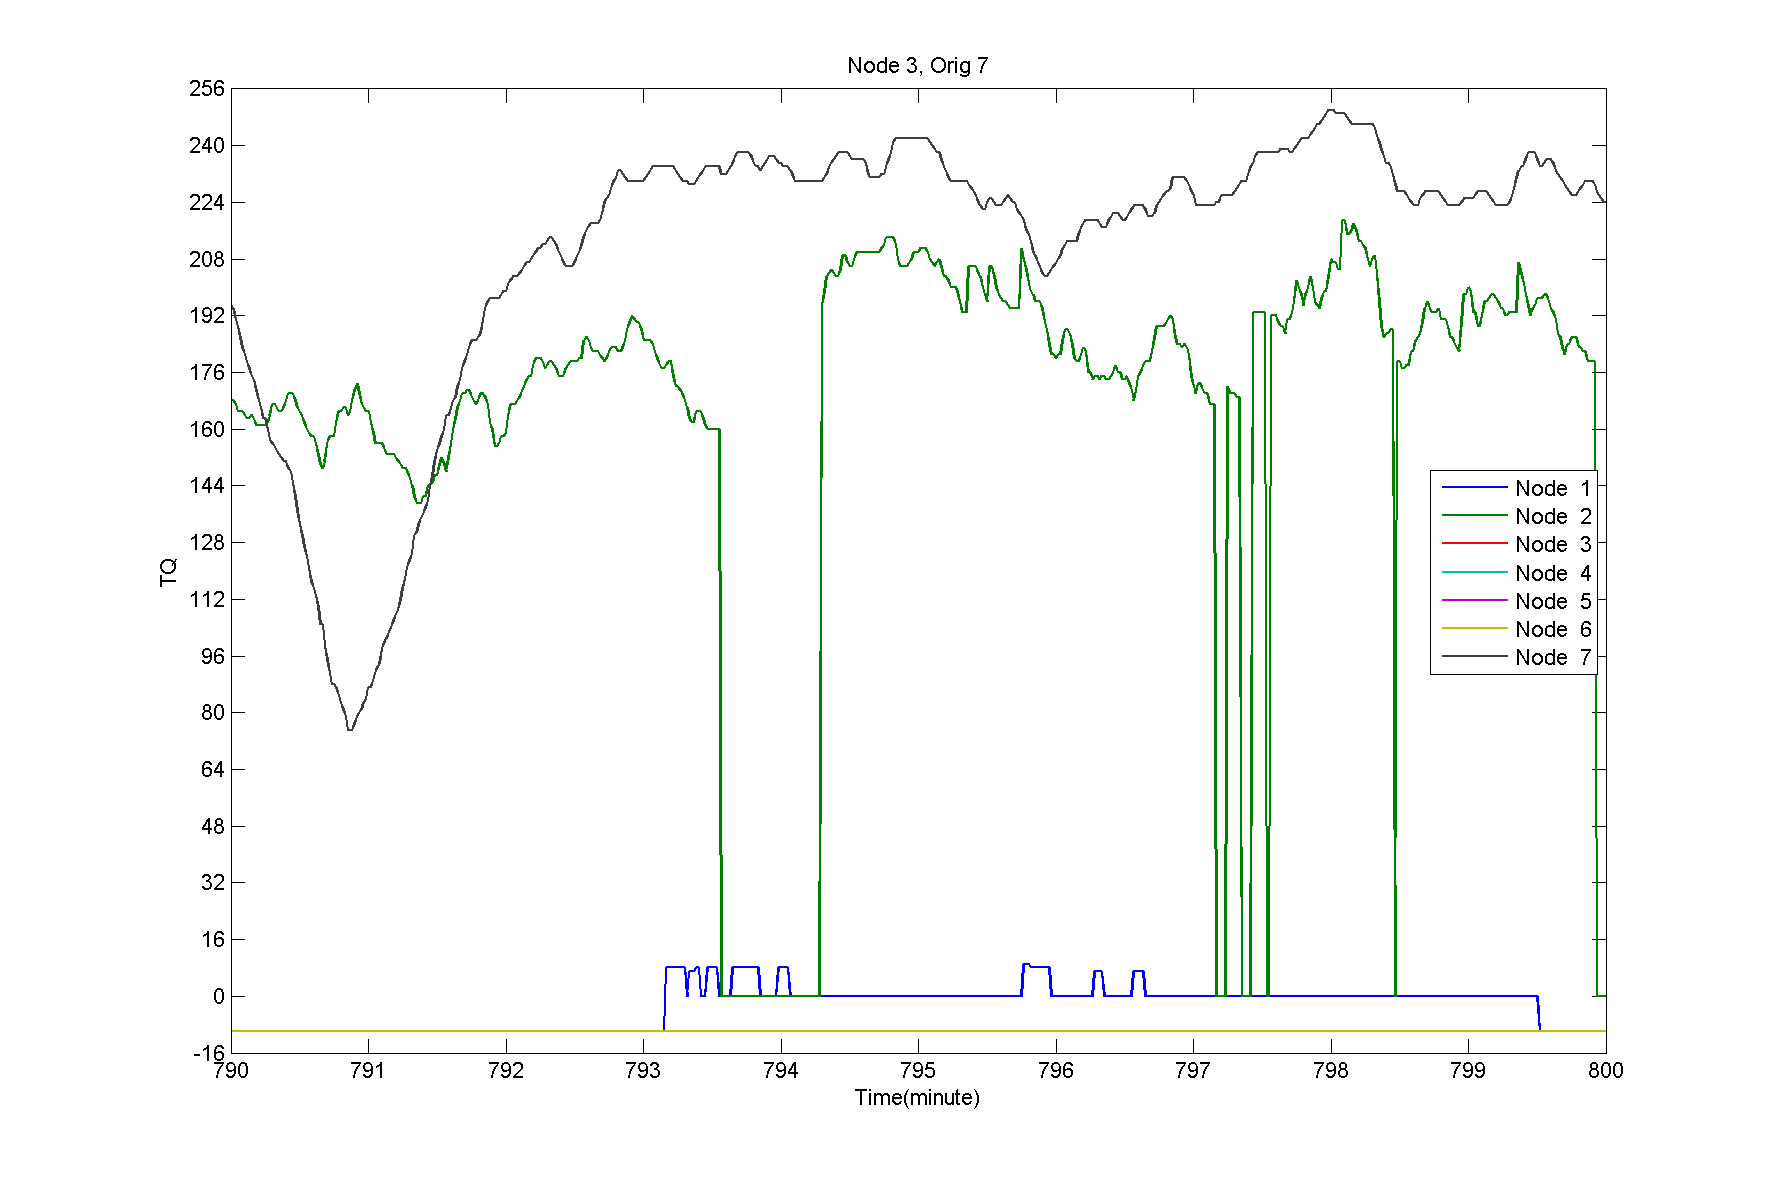 Node 3, Orig 7
256
240
224
208
192
176
160
144
128
112
96
80
64
48
32
16
0
-16
TQ
Node 1
Node 2
Node 3
Node 4
Node 5
Node 6
Node 7
790 791 792 793 794 795 796 797 798 799 800
Time(minute)